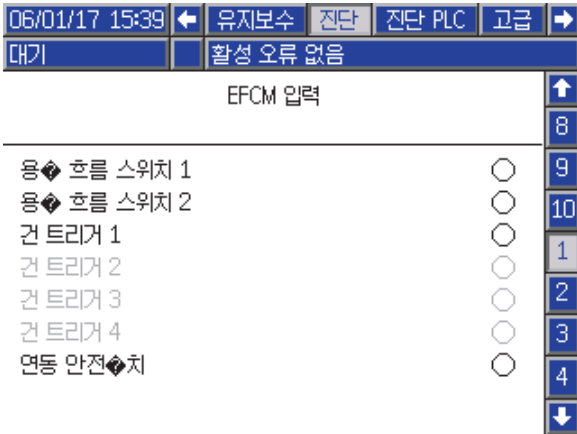 06/01/17 15:39 유지보수 진단 진단 PLC 고급
대기 활성 오류 없음
EFCM 입력
8
용� 흐름 스위치 1
9
용� 흐름 스위치 2
10
건 트리거 1
1
건 트리거 2
2
건 트리거 3
건 트리거 4
3
연동 안전�치
4